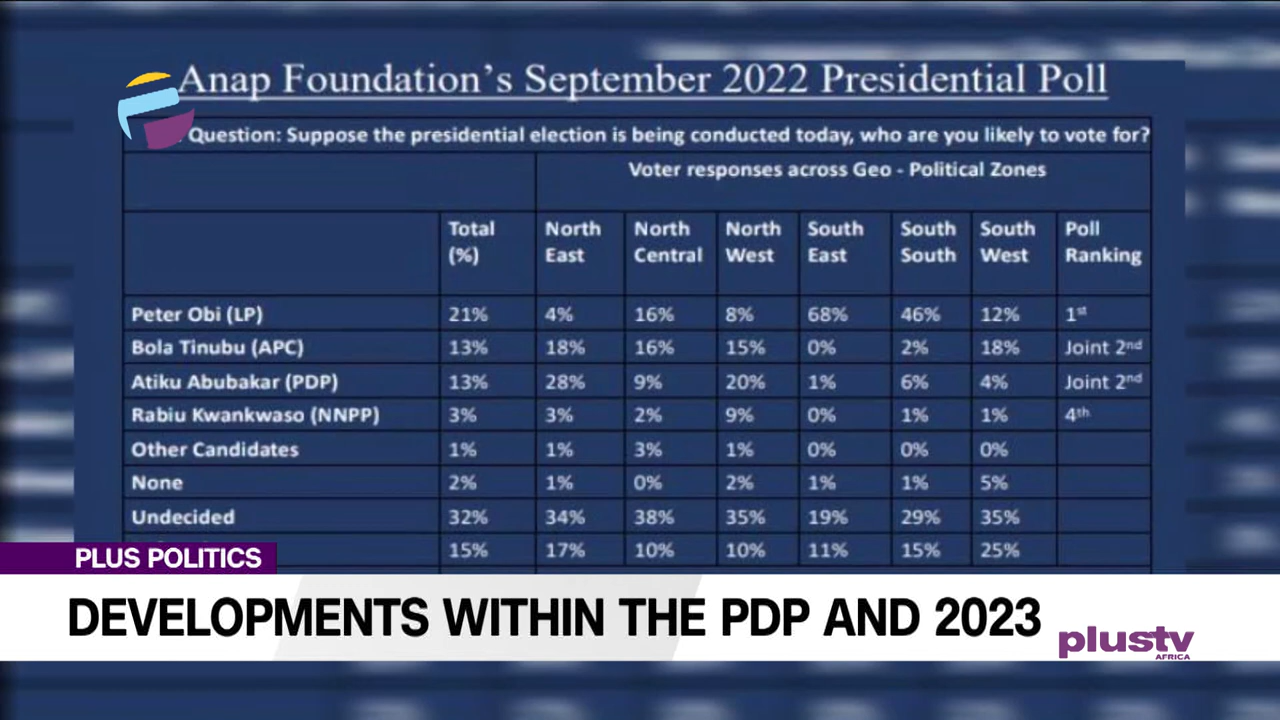 Anap Foundation's September 2022 Presidential Poll
Question: Suppose the presidential election is being conducted today, who are you likely to vote for?
Voter responses across Geo - Political Zones
Total (%) North East North Central North West South East South South South West Poll Ranking
Peter Obi (LP) 21% 4% 16% 8% 68% 46% 12% 1st
Bola Tinubu (APC) 13% 18% 16% 15% 0% 2% 18% Joint 2nd
Atiku Abubakar (PDP) 13% 28% 9% 20% 1% 6% 4% Joint 2nd
Rabiu Kwankwaso (NNPP) 3% 3% 2% 9% 0% 1% 1% 4th
Other Candidates 1% 1% 3% 1% 0% 0% 0%
None 2% 1% 0% 2% 1% 1% 5%
Undecided 32% 34% 38% 35% 19% 29% 35%
15% 17% 10% 10% 11% 15% 25%
PLUS POLITICS
DEVELOPMENTS WITHIN THE PDP AND 2023
plustv
AFRICA